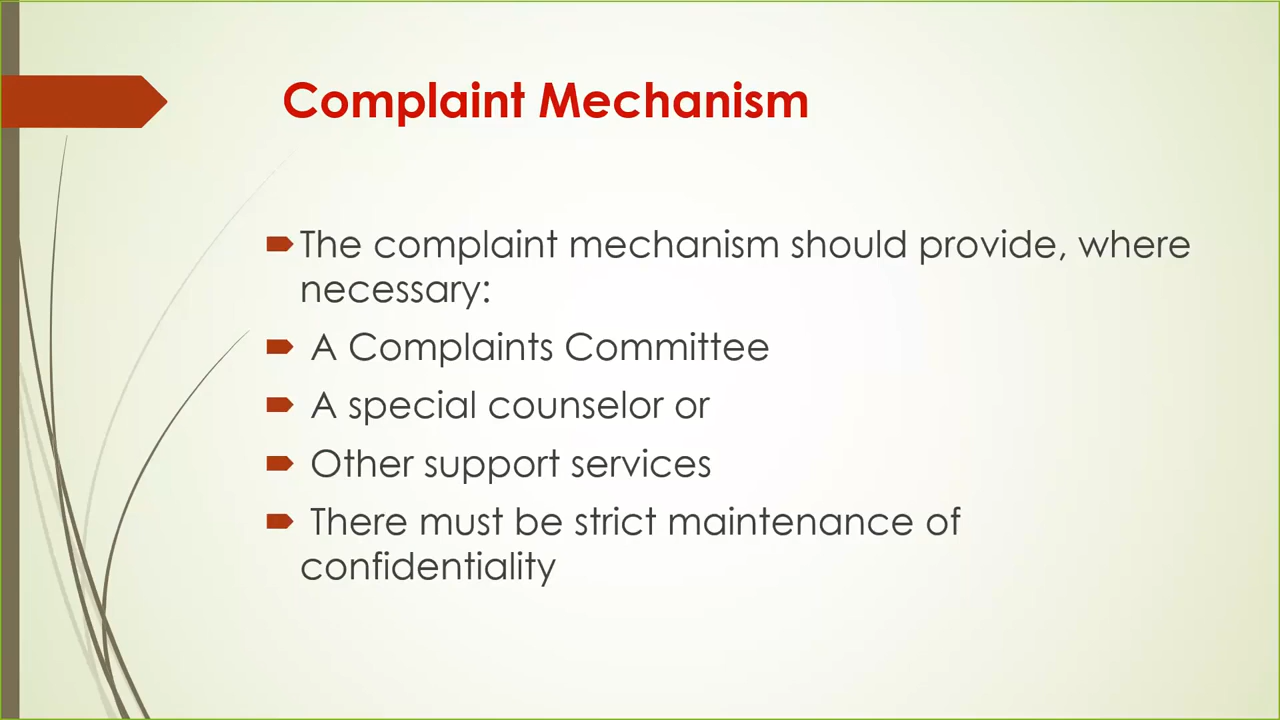 Complaint Mechanism
The complaint mechanism should provide, where
necessary:
A Complaints Committee
A special counselor or
Other support services
There must be strict maintenance of
confidentiality